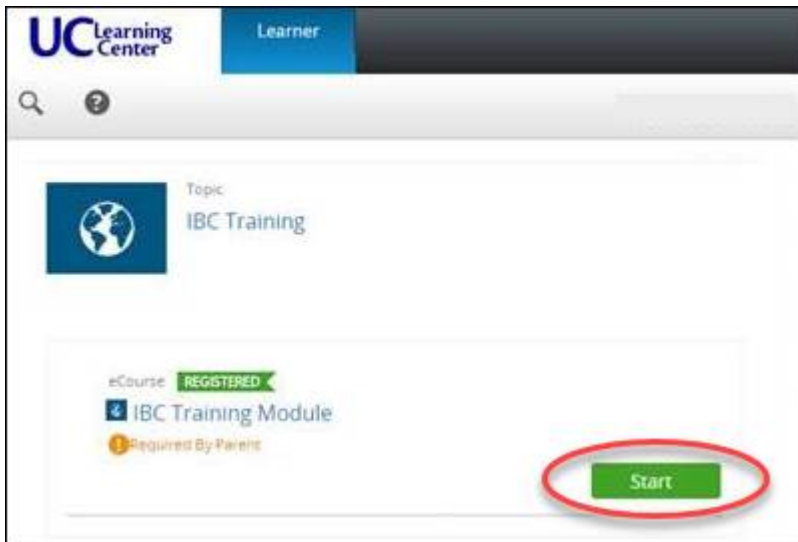 UC Learning Center
Learner
Topic
IBC Training
eCourse REGISTERED
IBC Training Module
Required By Parent
Start